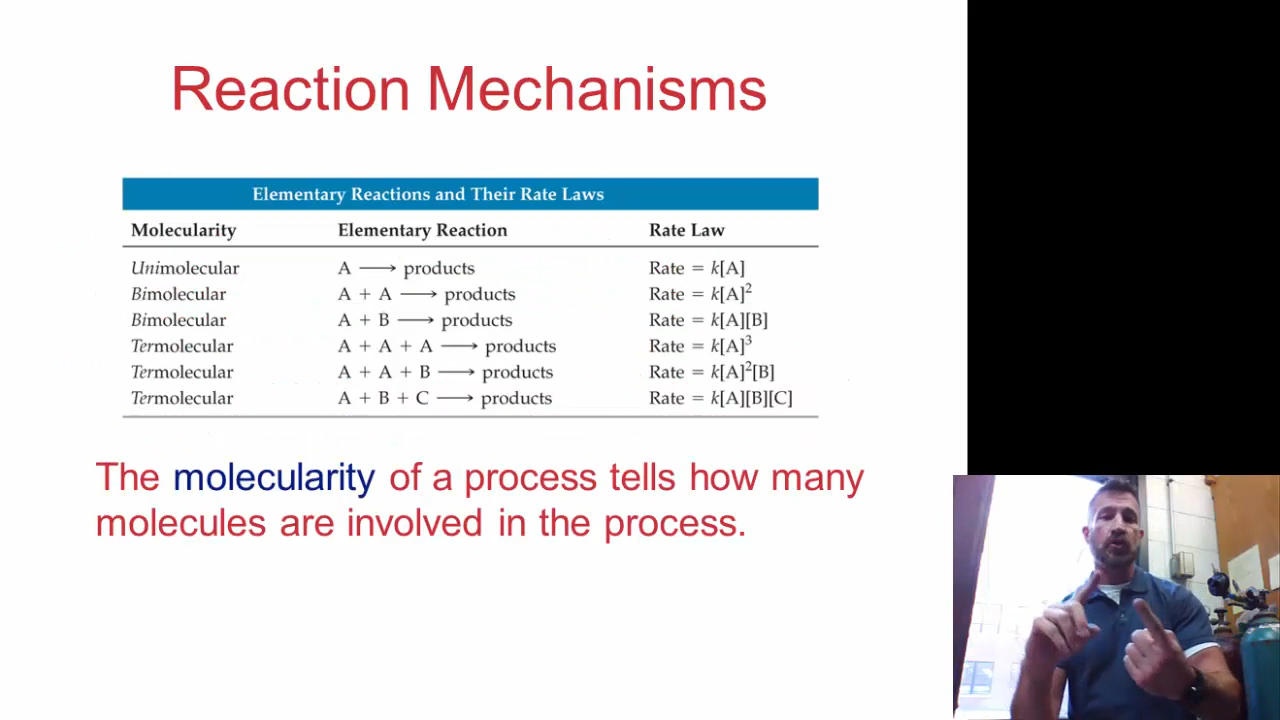 Reaction Mechanisms
Elementary Reactions and Their Rate Laws
Molecularity Elementary Reaction Rate Law
Unimolecular A ⟶ products Rate = k[A]
Bimolecular A + A ⟶ products Rate = k[A]²
Bimolecular A + B ⟶ products Rate = k[A][B]
Termolecular A + A + A ⟶ products Rate = k[A]³
Termolecular A + A + B ⟶ products Rate = k[A]²[B]
Termolecular A + B + C ⟶ products Rate = k[A][B][C]
The molecularity of a process tells how many
molecules are involved in the process.